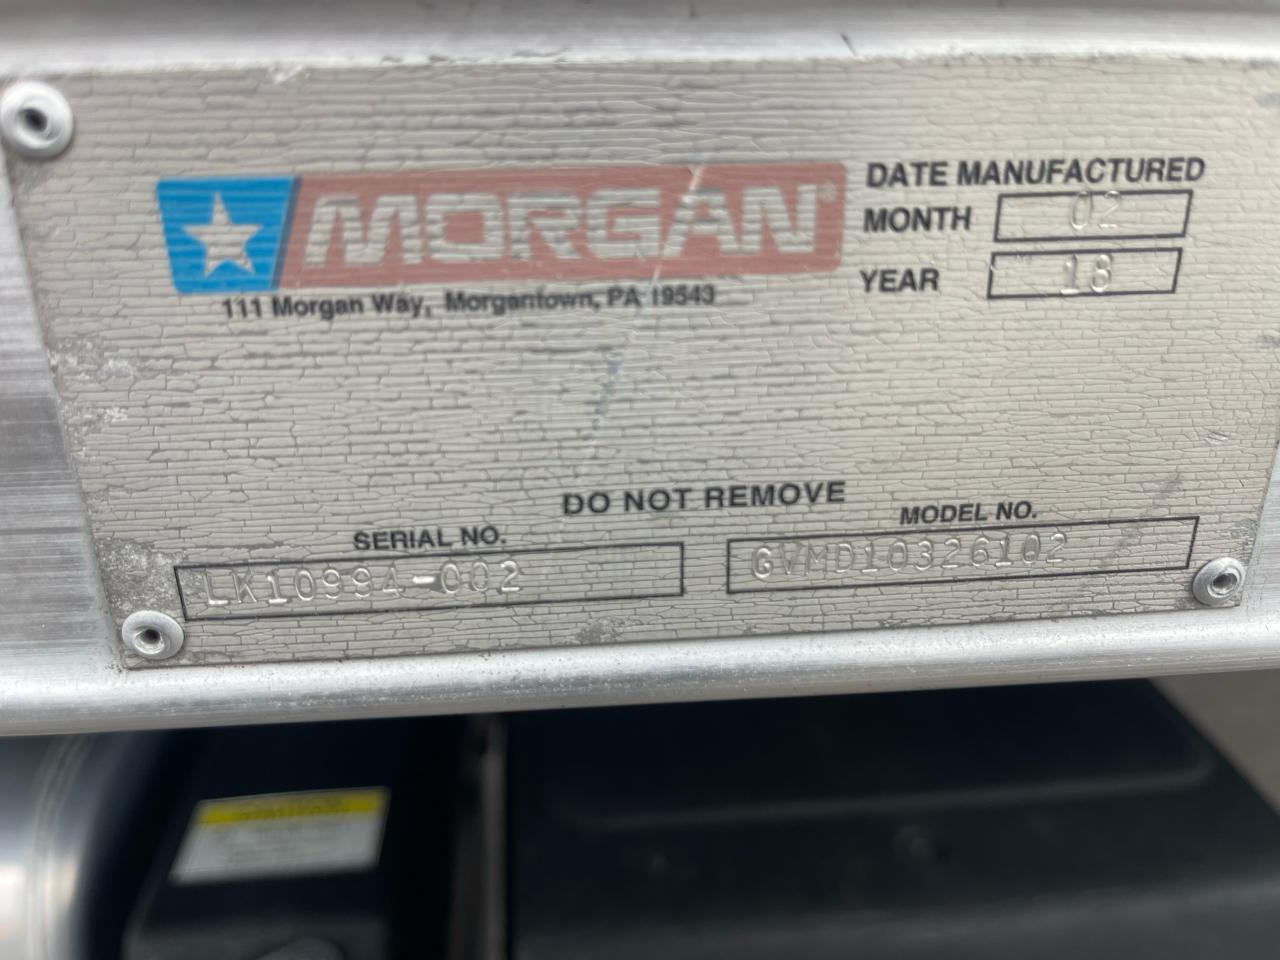 MORGAN®
111 Morgan Way, Morgantown, PA 19543
DATE MANUFACTURED
MONTH 02
YEAR 18
DO NOT REMOVE
SERIAL NO.
LK10994-002
MODEL NO.
GVMD10326102